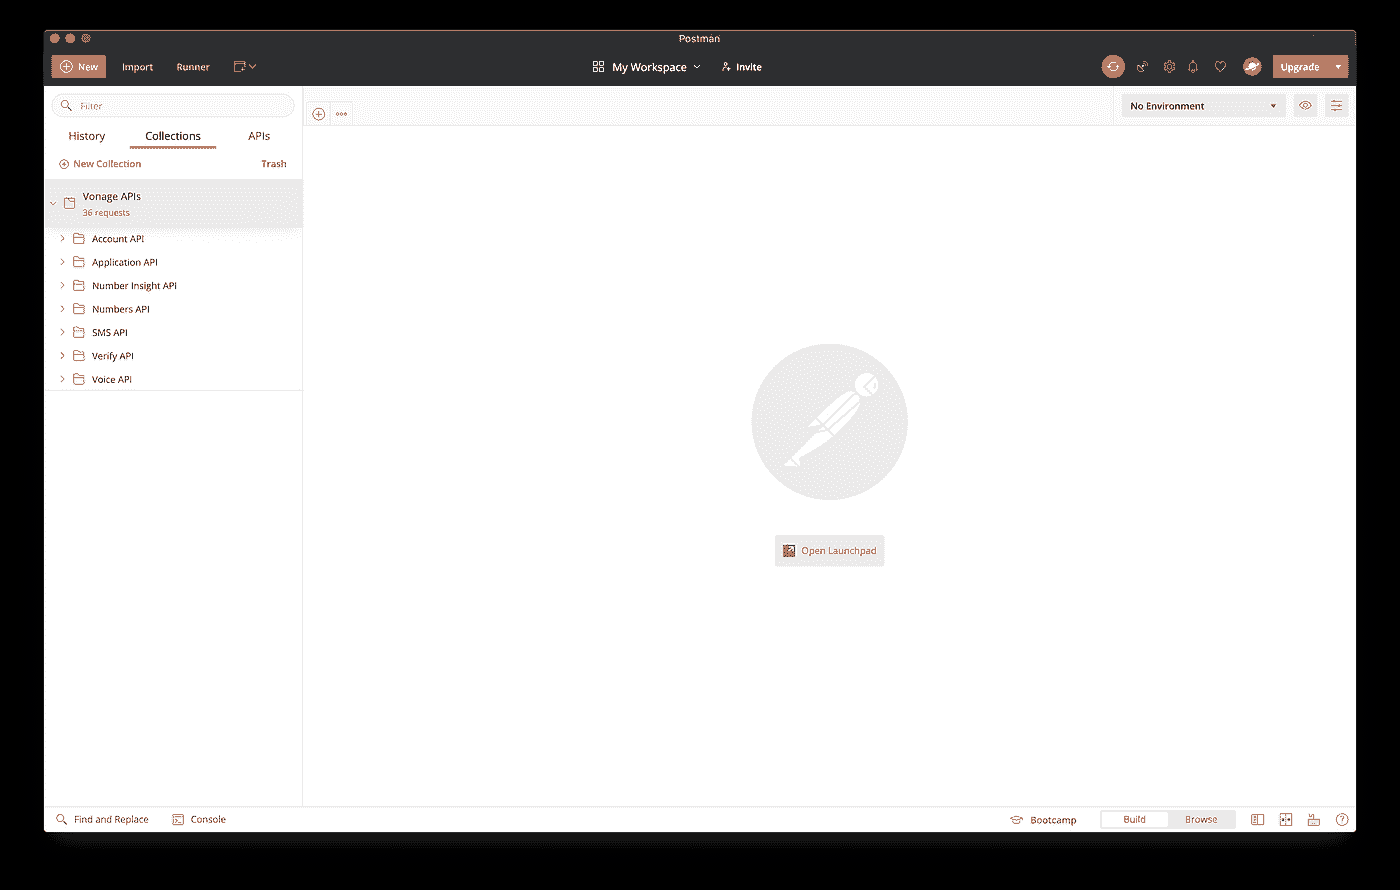 Postman
New Import Runner My Workspace Invite Upgrade
Filter
No Environment
History Collections APIs
New Collection Trash
Vonage APIs
36 requests
Account API
Application API
Number Insight API
Numbers API
SMS API
Verify API
Voice API
Open Launchpad
Find and Replace Console Bootcamp Build Browse